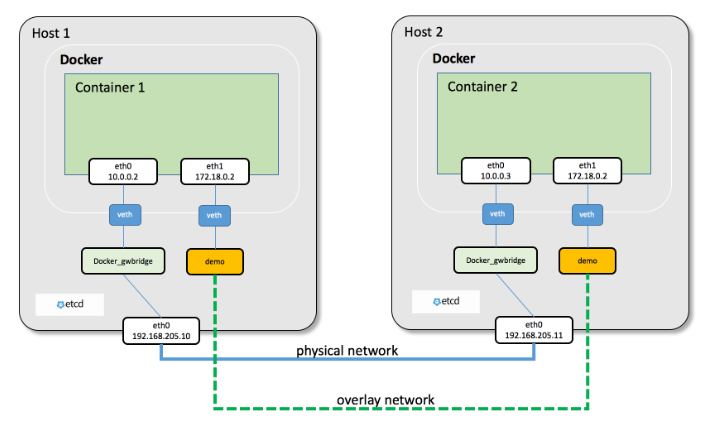 Host 1
Docker
Container 1
eth0
10.0.0.2
eth1
172.18.0.2
veth
veth
Docker_gwbridge
demo
etcd
eth0
192.168.205.10
Host 2
Docker
Container 2
eth0
10.0.0.3
eth1
172.18.0.2
veth
veth
Docker_gwbridge
demo
etcd
eth0
192.168.205.11
physical network
overlay network